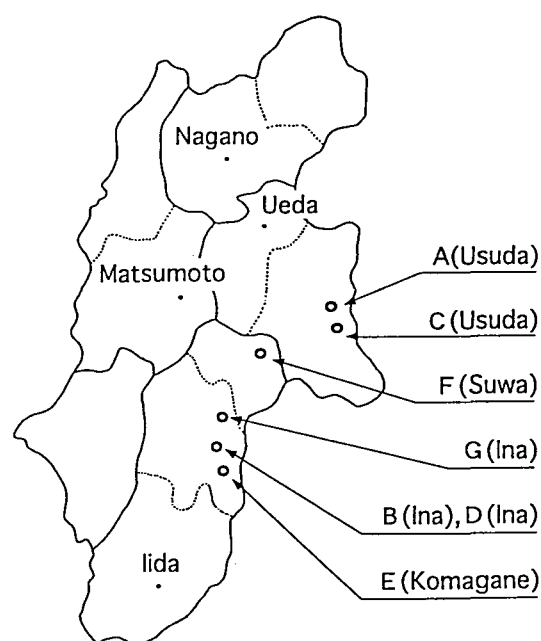 Nagano
Ueda
A(Usuda)
Matsumoto
C(Usuda)
F(Suwa)
G(Ina)
B(Ina),D(Ina)
Iida
E(Komagane)